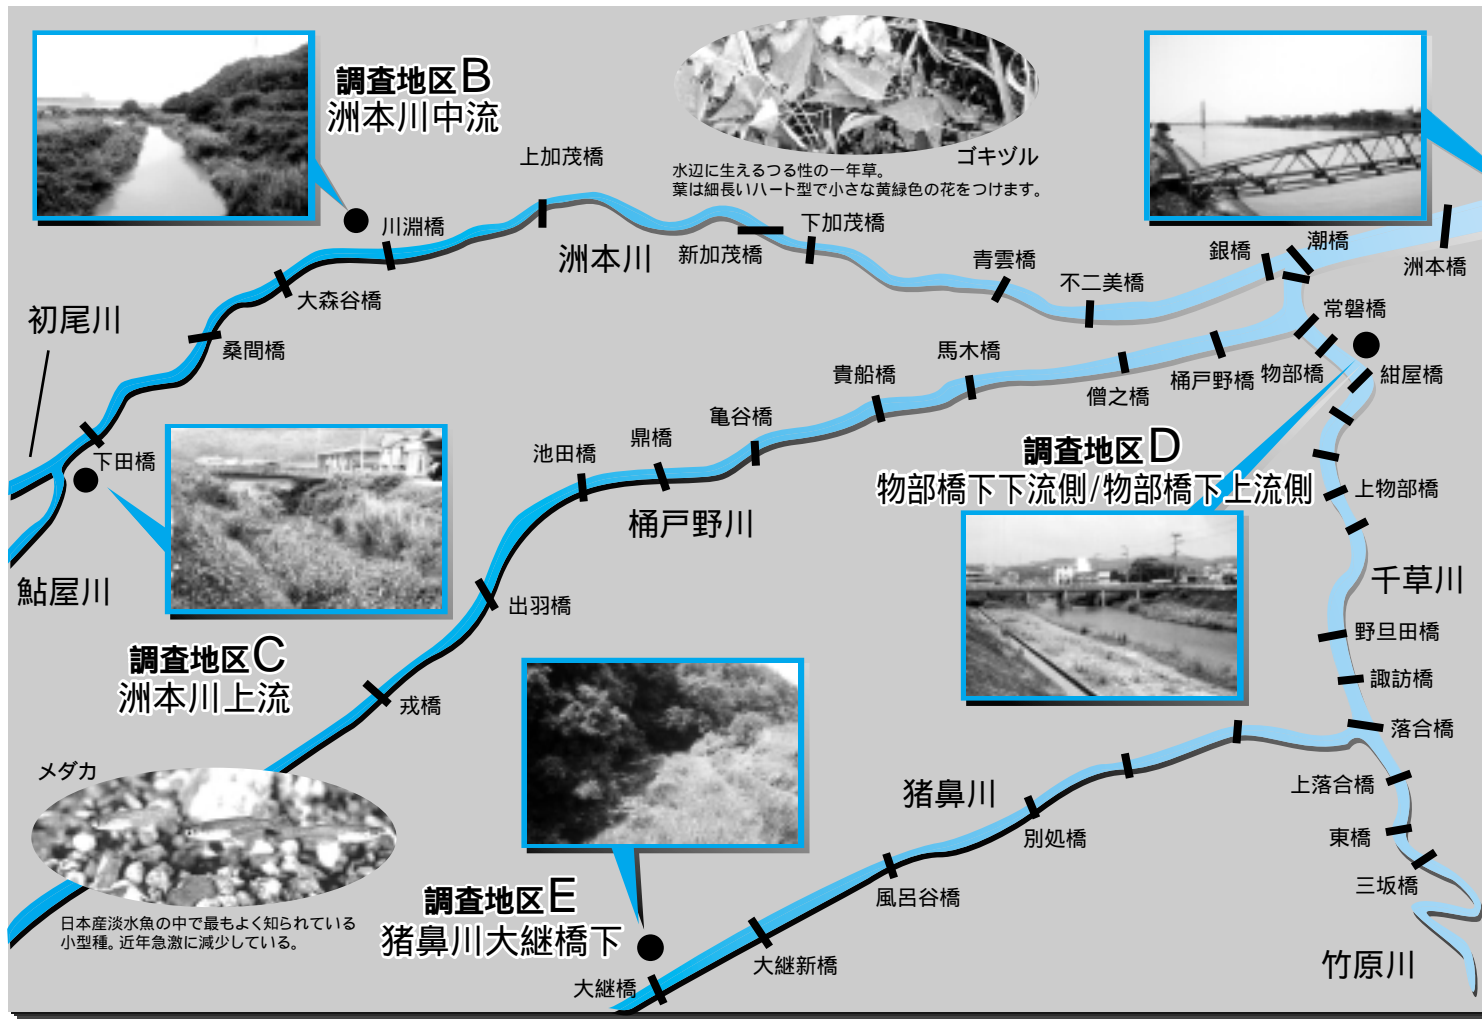 調査地区B
洲本川中流
上加茂橋
ゴキヅル
水辺に生えるつる性の一年草。
葉は細長いハート型で小さな黄緑色の花をつけます。
川淵橋
洲本川
新加茂橋
下加茂橋
青雲橋
不二美橋
銀橋
潮橋
洲本橋
初尾川
大森谷橋
桑間橋
常磐橋
馬木橋
貴船橋
僧之橋
桶戸野橋
物部橋
紺屋橋
亀谷橋
鼎橋
池田橋
下田橋
調査地区D
物部橋下下流側/物部橋下上流側
上物部橋
桶戸野川
鮎屋川
出羽橋
千草川
調査地区C
洲本川上流
野旦田橋
諏訪橋
戎橋
落合橋
メダカ
上落合橋
猪鼻川
別処橋
東橋
三坂橋
日本産淡水魚の中で最もよく知られている
小型種。近年急激に減少している。
調査地区E
猪鼻川大継橋下
風呂谷橋
大継新橋
大継橋
竹原川